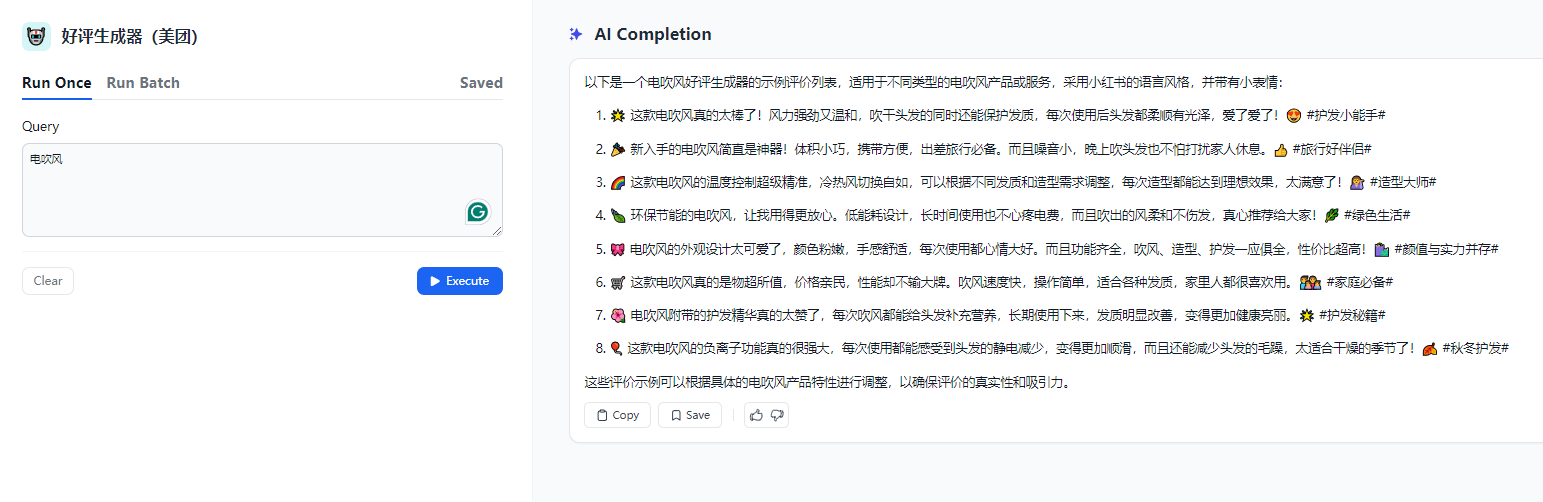 好评生成器（美团）
Run Once Run Batch Saved
Query
电吹风
Clear Execute
AI Completion
以下是一个电吹风好评生成器的示例评价列表，适用于不同类型的电吹风产品或服务，采用小红书的语言风格，并带有小表情：
1. 🌟 这款电吹风真的太棒了！风力强劲又温和，吹干头发的同时还能保护发质，每次使用后头发都柔顺有光泽，爱了爱了！😍 #护发小能手#
2. 🎉 新入手的电吹风简直是神器！体积小巧，携带方便，出差旅行必备。而且噪音小，晚上吹头发也不怕打扰家人休息。👍 #旅行好伴侣#
3. 🌈 这款电吹风的温度控制超级精准，冷热风切换自如，可以根据不同发质和造型需求调整，每次造型都能达到理想效果，太满意了！💁‍♀️ #造型大师#
4. 🍃 环保节能的电吹风，让我用得更放心。低能耗设计，长时间使用也不心疼电费，而且吹出的风柔和不伤发，真心推荐给大家！🌿 #绿色生活#
5. 🎀 电吹风的外观设计太可爱了，颜色粉嫩，手感舒适，每次使用都心情大好。而且功能齐全，吹风、造型、护发一应俱全，性价比超高！🛍️ #颜值与实力并存#
6. 🛒 这款电吹风真的是物超所值，价格亲民，性能却不输大牌。吹风速度快，操作简单，适合各种发质，家里人都很喜欢用。👨‍👩‍👧 #家庭必备#
7. 🌺 电吹风附带的护发精华真的太赞了，每次吹风都能给头发补充营养，长期使用下来，发质明显改善，变得更加健康亮丽。🌟 #护发秘籍#
8. 🎈 这款电吹风的负离子功能真的很强大，每次使用都能感受到头发的静电减少，变得更加顺滑，而且还能减少头发的毛躁，太适合干燥的季节了！🍂 #秋冬护发#
这些评价示例可以根据具体的电吹风产品特性进行调整，以确保评价的真实性和吸引力。
Copy Save